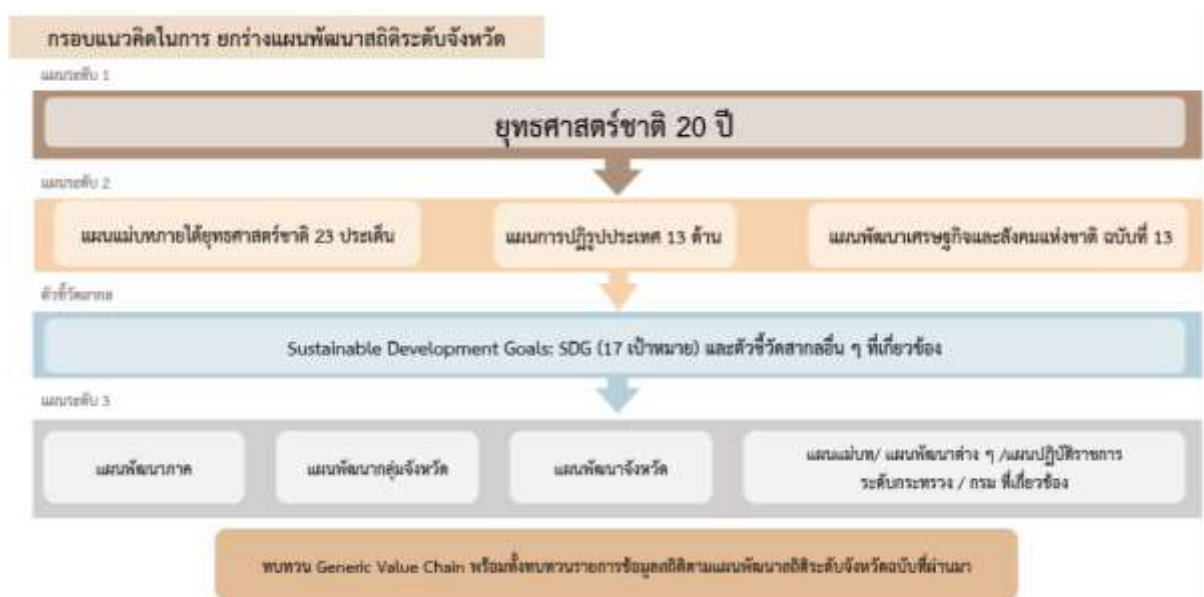 กรอบแนวคิดในการ ยกร่างแผนพัฒนาสถิติระดับจังหวัด
แผนระดับ 1
ยุทธศาสตร์ชาติ 20 ปี
แผนระดับ 2
แผนแม่บทภายใต้ยุทธศาสตร์ชาติ 23 ประเด็น
แผนการปฏิรูปประเทศ 13 ด้าน
แผนพัฒนาเศรษฐกิจและสังคมแห่งชาติ ฉบับที่ 13
ตัวชี้วัดสากล
Sustainable Development Goals: SDG (17 เป้าหมาย) และตัวชี้วัดสากลอื่น ๆ ที่เกี่ยวข้อง
แผนระดับ 3
แผนพัฒนาภาค
แผนพัฒนากลุ่มจังหวัด
แผนพัฒนาจังหวัด
แผนแม่บท/ แผนพัฒนาต่าง ๆ /แผนปฏิบัติราชการ
ระดับกระทรวง / กรม ที่เกี่ยวข้อง
ทบทวน Generic Value Chain พร้อมทั้งทบทวนรายการข้อมูลสถิติตามแผนพัฒนาสถิติระดับจังหวัดฉบับที่ผ่านมา